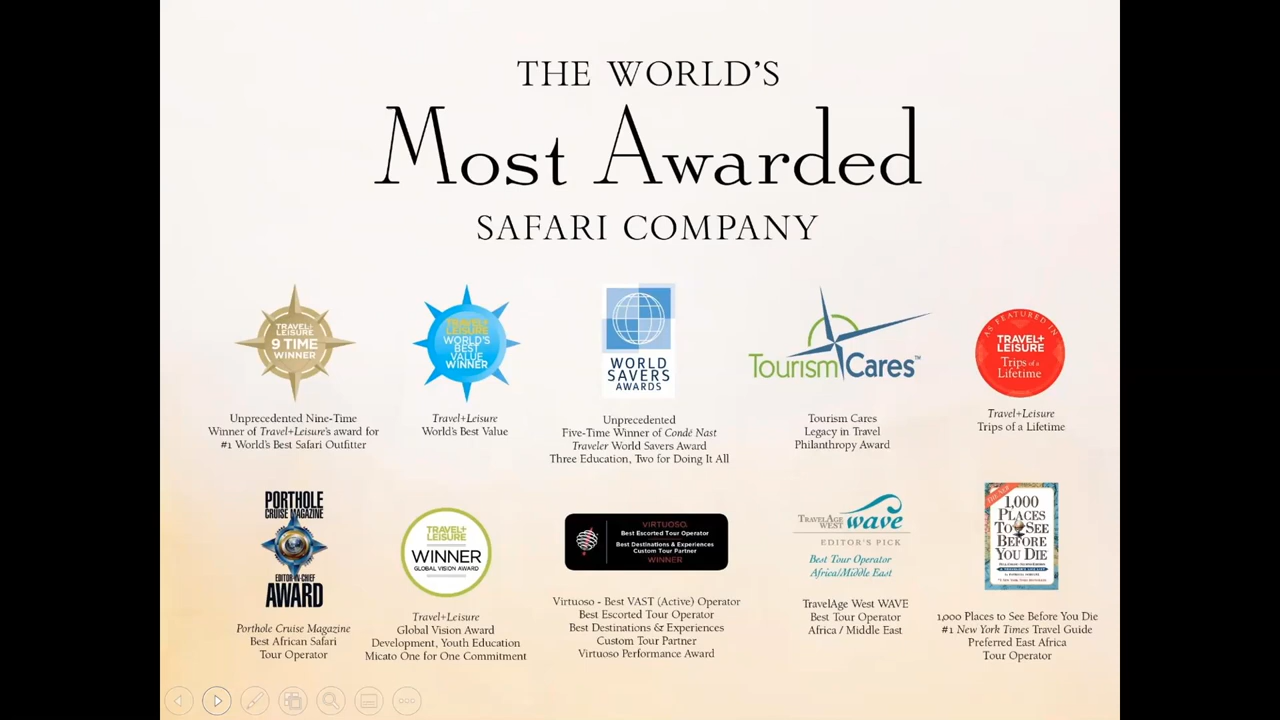 THE WORLD'S
Most Awarded
SAFARI COMPANY
TRAVEL+
LEISURE
9 TIME
WINNER
Unprecedented Nine-Time
Winner of Travel+Leisure's award for
#1 World's Best Safari Outfitter
TRAVEL+
LEISURE
WORLD'S
BEST
VALUE
WINNER
Travel+Leisure
World's Best Value
WORLD
SAVERS
AWARDS
Unprecedented
Five-Time Winner of Condé Nast
Traveler World Savers Award
Three Education, Two for Doing It All
TourismCares™
Tourism Cares
Legacy in Travel
Philanthropy Award
AS FEATURED IN
TRAVEL+
LEISURE
Trips of a
Lifetime
Travel+Leisure
Trips of a Lifetime
PORTHOLE
CRUISE MAGAZINE
EDITOR-IN-CHIEF
AWARD
Porthole Cruise Magazine
Best African Safari
Tour Operator
TRAVEL+
LEISURE
WINNER
GLOBAL VISION AWARD
Travel+Leisure
Global Vision Award
Development, Youth Education
Micato One for One Commitment
VIRTUOSO.
Best Escorted Tour Operator
Best Destinations & Experiences
Custom Tour Partner
WINNER
Virtuoso - Best VAST (Active) Operator
Best Escorted Tour Operator
Best Destinations & Experiences
Custom Tour Partner
Virtuoso Performance Award
TRAVELAGE
WEST wave
EDITOR'S PICK
Best Tour Operator
Africa/Middle East
TravelAge West WAVE
Best Tour Operator
Africa / Middle East
1,000
PLACES
TO SEE
BEFORE
YOU DIE
1,000 Places to See Before You Die
#1 New York Times Travel Guide
Preferred East Africa
Tour Operator